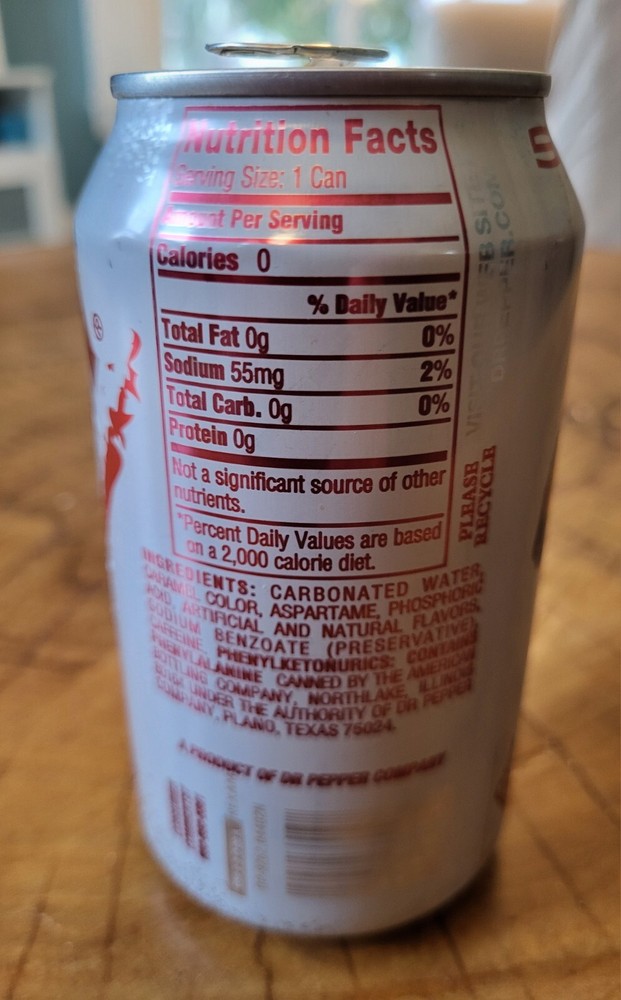 Nutrition Facts
Serving Size: 1 Can
Amount Per Serving
Calories 0
% Daily Value*
Total Fat 0g 0%
Sodium 55mg 2%
Total Carb. 0g 0%
Protein 0g
Not a significant source of other
nutrients.
*Percent Daily Values are based
on a 2,000 calorie diet.
INGREDIENTS: CARBONATED WATER,
CARAMEL COLOR, ASPARTAME, PHOSPHORIC
ACID, ARTIFICIAL AND NATURAL FLAVORS,
SODIUM BENZOATE (PRESERVATIVE),
CAFFEINE. PHENYLKETONURICS: CONTAINS
PHENYLALANINE CANNED BY THE AMERICAN
BOTTLING COMPANY, NORTHLAKE, ILLINOIS
60164 UNDER THE AUTHORITY OF DR PEPPER
COMPANY, PLANO, TEXAS 75024.
A PRODUCT OF DR PEPPER COMPANY
PLEASE
RECYCLE